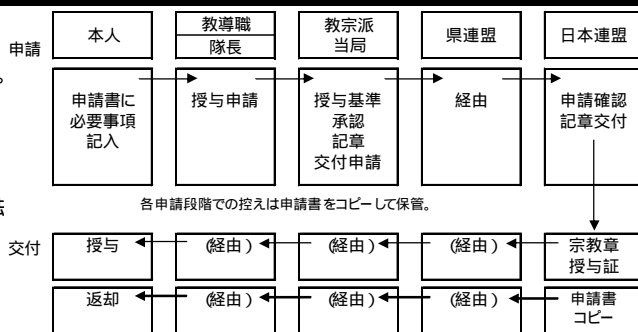 申請
本人
教導職
隊長
教宗派
当局
県連盟
日本連盟
。
申請書に
必要事項
記入
授与申請
授与基準
承認
記章
交付申請
経由
申請確認
記章交付
各申請段階での控えは申請書をコピーして保管。
交付
授与
(経由)
(経由)
(経由)
宗教章
授与証
返却
(経由)
(経由)
(経由)
申請書
コピー